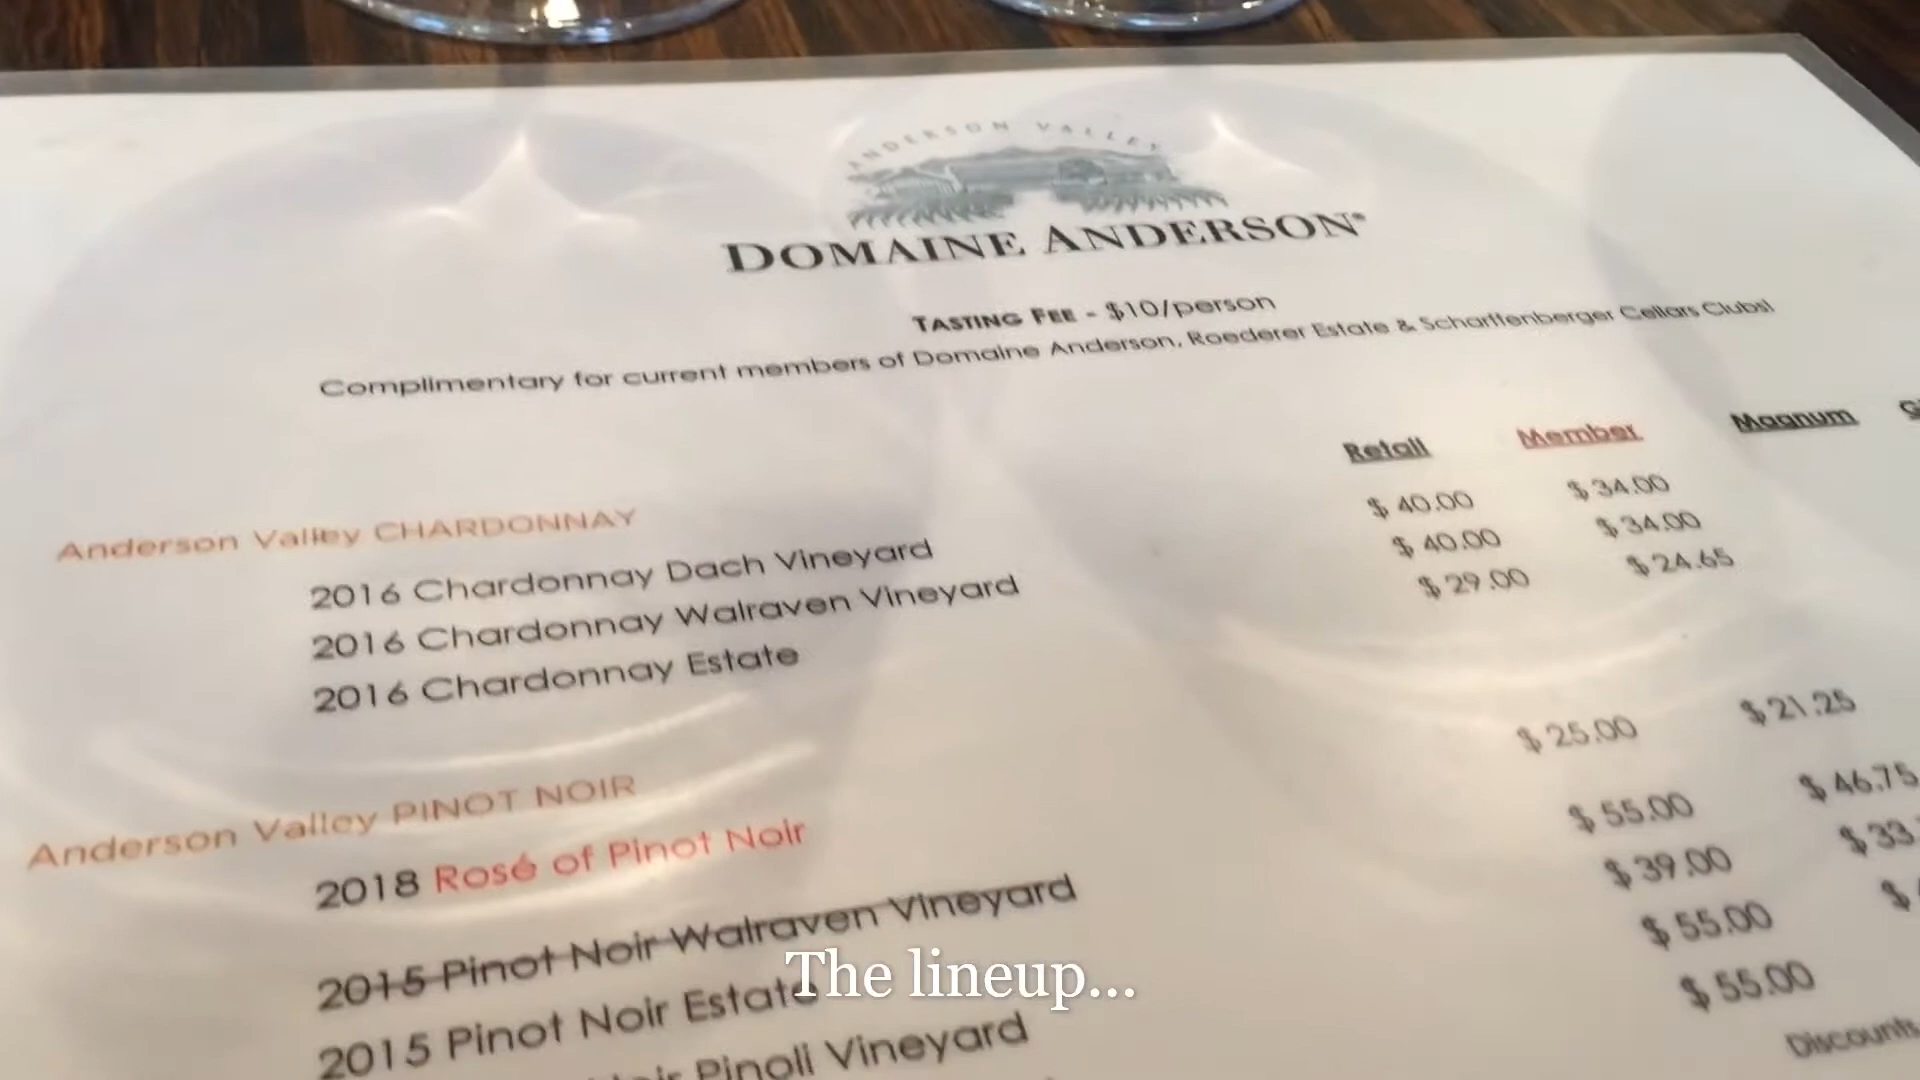 ANDERSON VALLEY
DOMAINE ANDERSON®
TASTING FEE - $10/person
Complimentary for current members of Domaine Anderson, Roederer Estate & Scharffenberger Cellars Clubs!
Retail Member Magnum
Anderson Valley CHARDONNAY
2016 Chardonnay Dach Vineyard $40.00 $34.00
2016 Chardonnay Walraven Vineyard $40.00 $34.00
2016 Chardonnay Estate $29.00 $24.65
Anderson Valley PINOT NOIR
2018 Rosé of Pinot Noir $25.00 $21.25
2015 Pinot Noir Walraven Vineyard $55.00 $46.75
2015 Pinot Noir Estate $39.00 $33.
Pinoli Vineyard $55.00 $
$55.00
Discounts
The lineup...